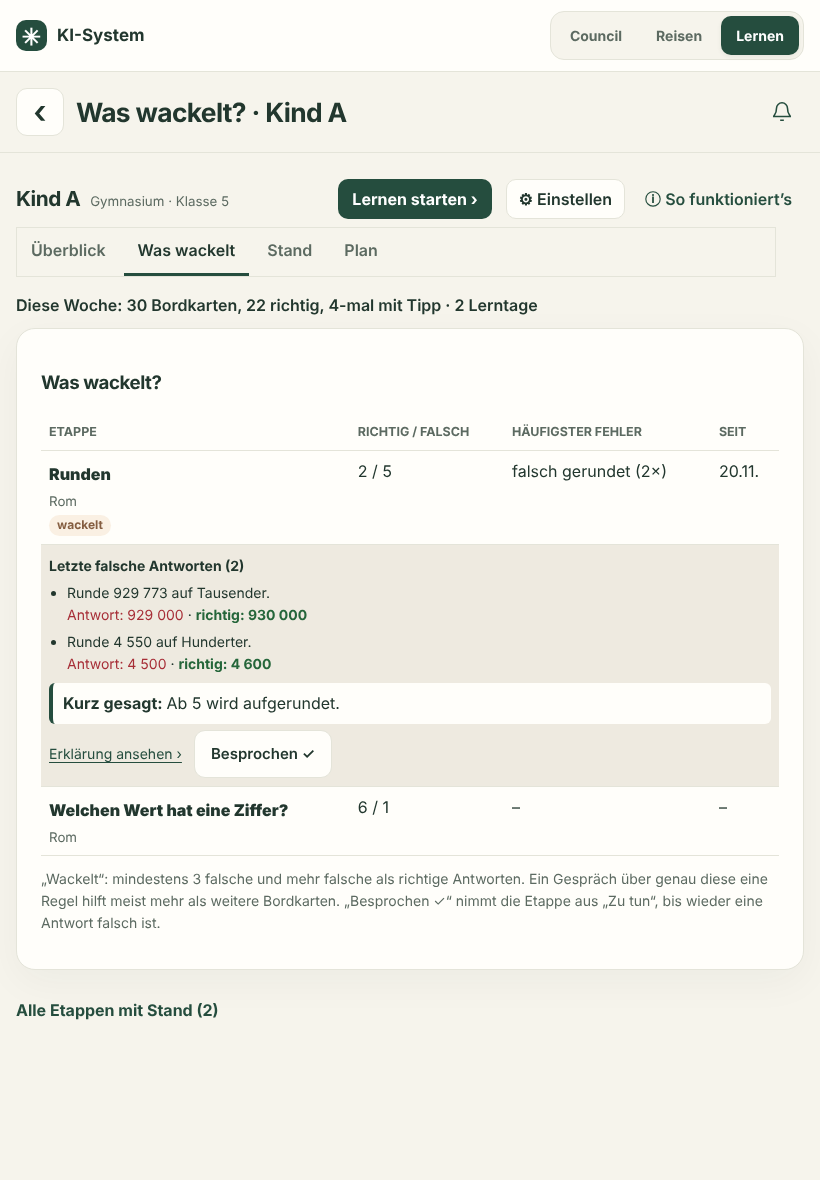 KI-System
Council Reisen Lernen
‹ Was wackelt? · Kind A
Kind A Gymnasium · Klasse 5 Lernen starten › ⚙ Einstellen ⓘ So funktioniert’s
Überblick Was wackelt Stand Plan
Diese Woche: 30 Bordkarten, 22 richtig, 4-mal mit Tipp · 2 Lerntage
Was wackelt?
ETAPPE RICHTIG / FALSCH HÄUFIGSTER FEHLER SEIT
Runden 2 / 5 falsch gerundet (2×) 20.11.
Rom
wackelt
Letzte falsche Antworten (2)
• Runde 929 773 auf Tausender.
Antwort: 929 000 · richtig: 930 000
• Runde 4 550 auf Hunderter.
Antwort: 4 500 · richtig: 4 600
Kurz gesagt: Ab 5 wird aufgerundet.
Erklärung ansehen › Besprochen ✓
Welchen Wert hat eine Ziffer? 6 / 1 – –
Rom
„Wackelt“: mindestens 3 falsche und mehr falsche als richtige Antworten. Ein Gespräch über genau diese eine
Regel hilft meist mehr als weitere Bordkarten. „Besprochen ✓“ nimmt die Etappe aus „Zu tun“, bis wieder eine
Antwort falsch ist.
Alle Etappen mit Stand (2)